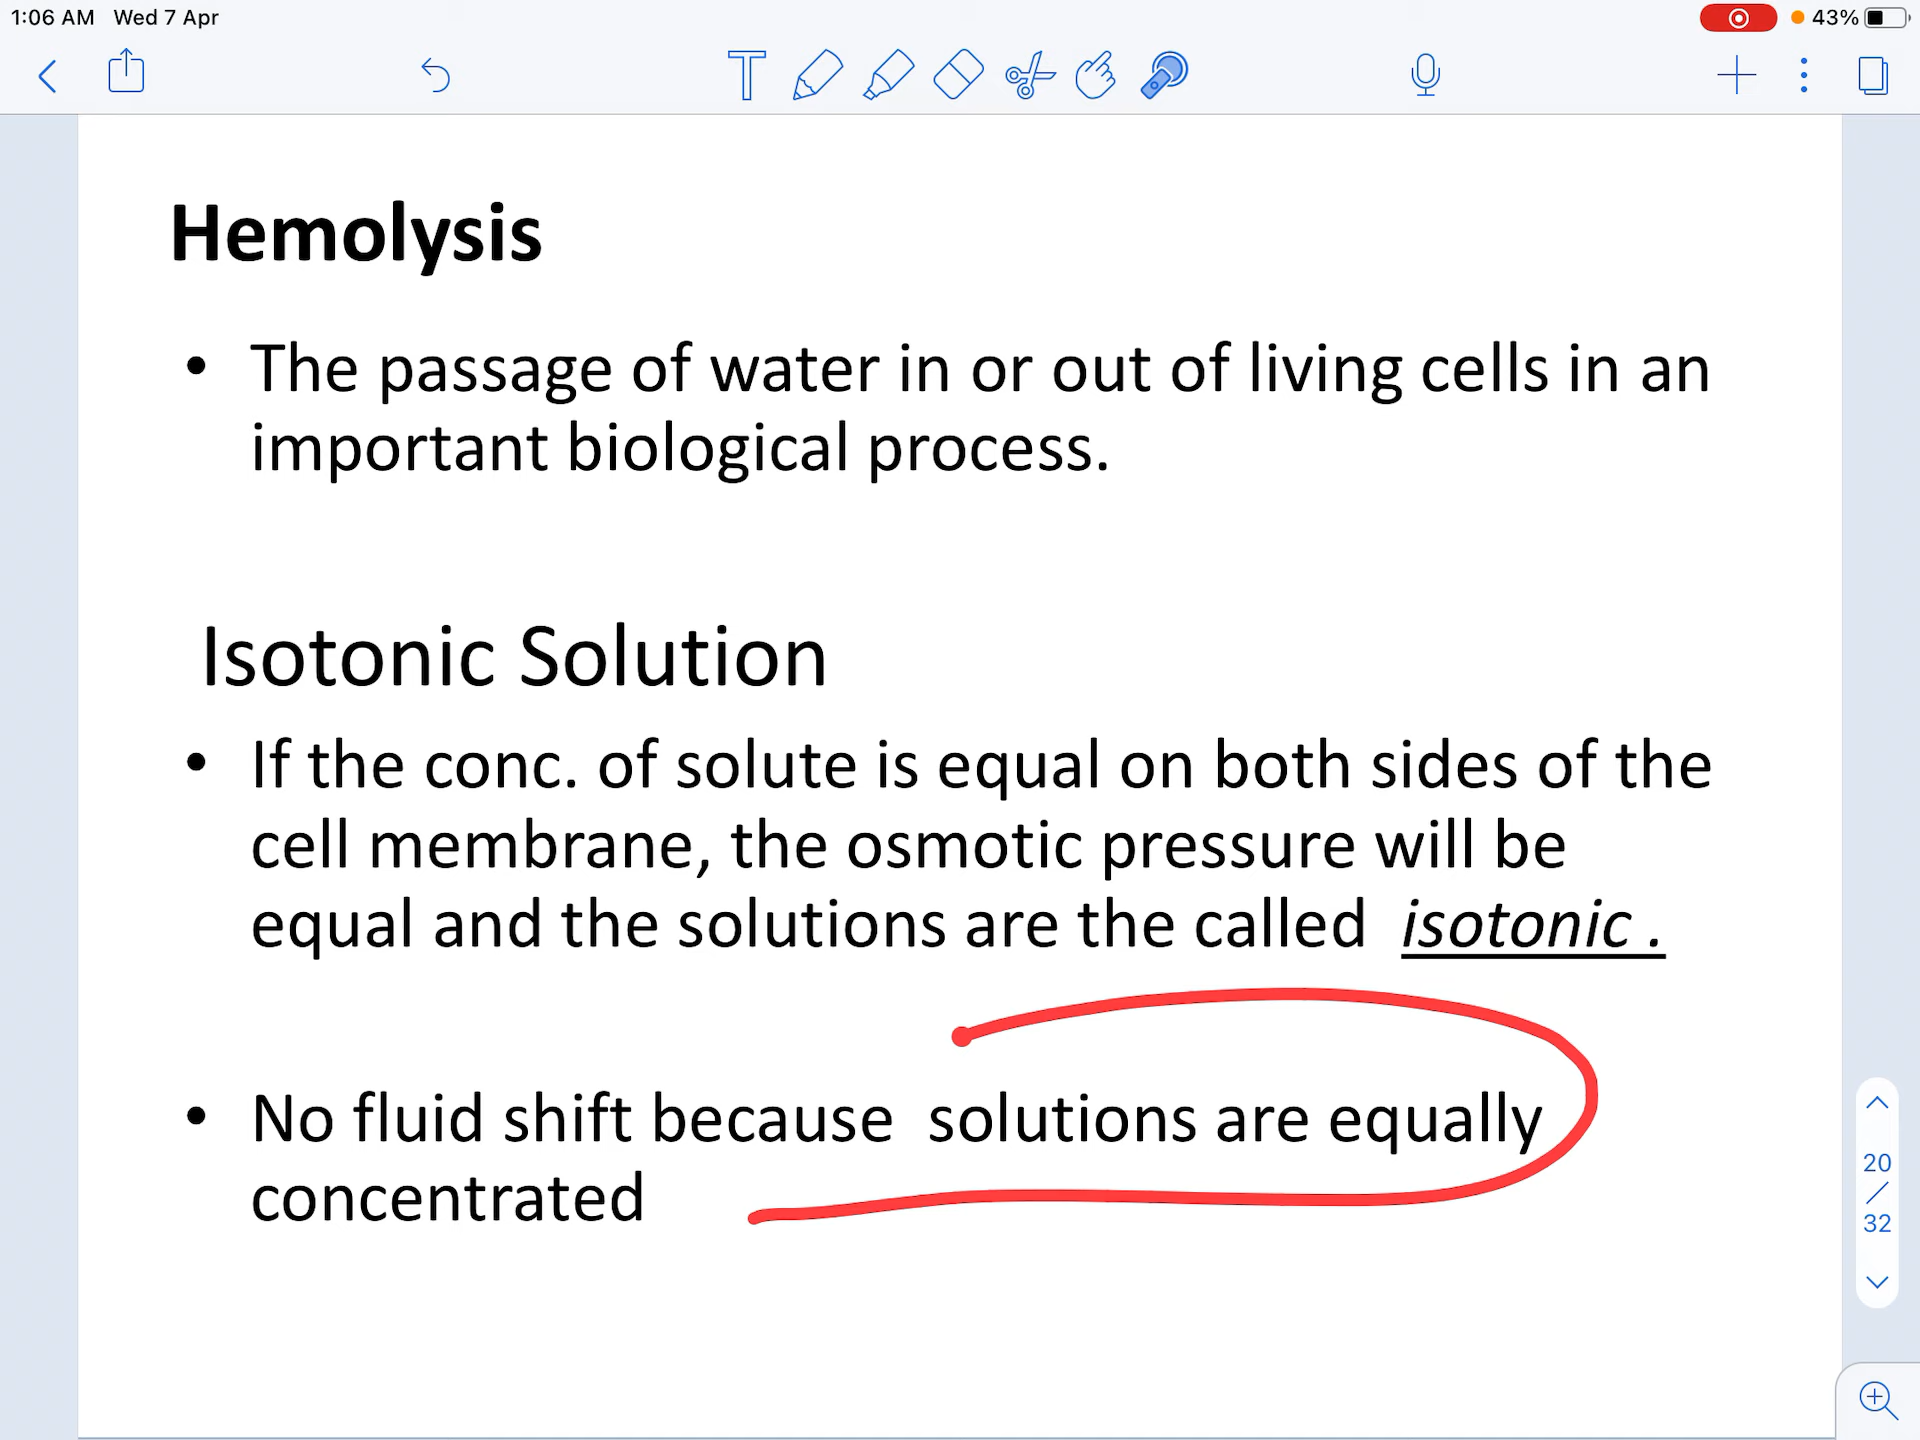 1:06 AM Wed 7 Apr
43%
T
Hemolysis
• The passage of water in or out of living cells in an
important biological process.
Isotonic Solution
• If the conc. of solute is equal on both sides of the
cell membrane, the osmotic pressure will be
equal and the solutions are the called isotonic .
• No fluid shift because solutions are equally
concentrated
20
/
32